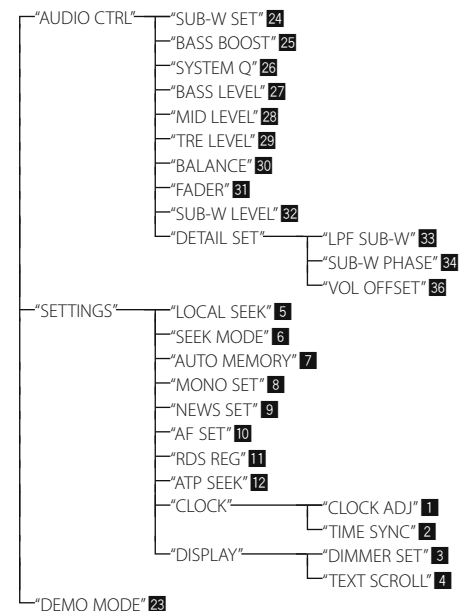 “AUDIO CTRL” “SUB-W SET” 24
“BASS BOOST” 25
“SYSTEM Q” 26
“BASS LEVEL” 27
“MID LEVEL” 28
“TRE LEVEL” 29
“BALANCE” 30
“FADER” 31
“SUB-W LEVEL” 32
“DETAIL SET” “LPF SUB-W” 33
“SUB-W PHASE” 34
“VOL OFFSET” 36
“SETTINGS” “LOCAL SEEK” 5
“SEEK MODE” 6
“AUTO MEMORY” 7
“MONO SET” 8
“NEWS SET” 9
“AF SET” 10
“RDS REG” 11
“ATP SEEK” 12
“CLOCK” “CLOCK ADJ” 1
“TIME SYNC” 2
“DISPLAY” “DIMMER SET” 3
“TEXT SCROLL” 4
“DEMO MODE” 23